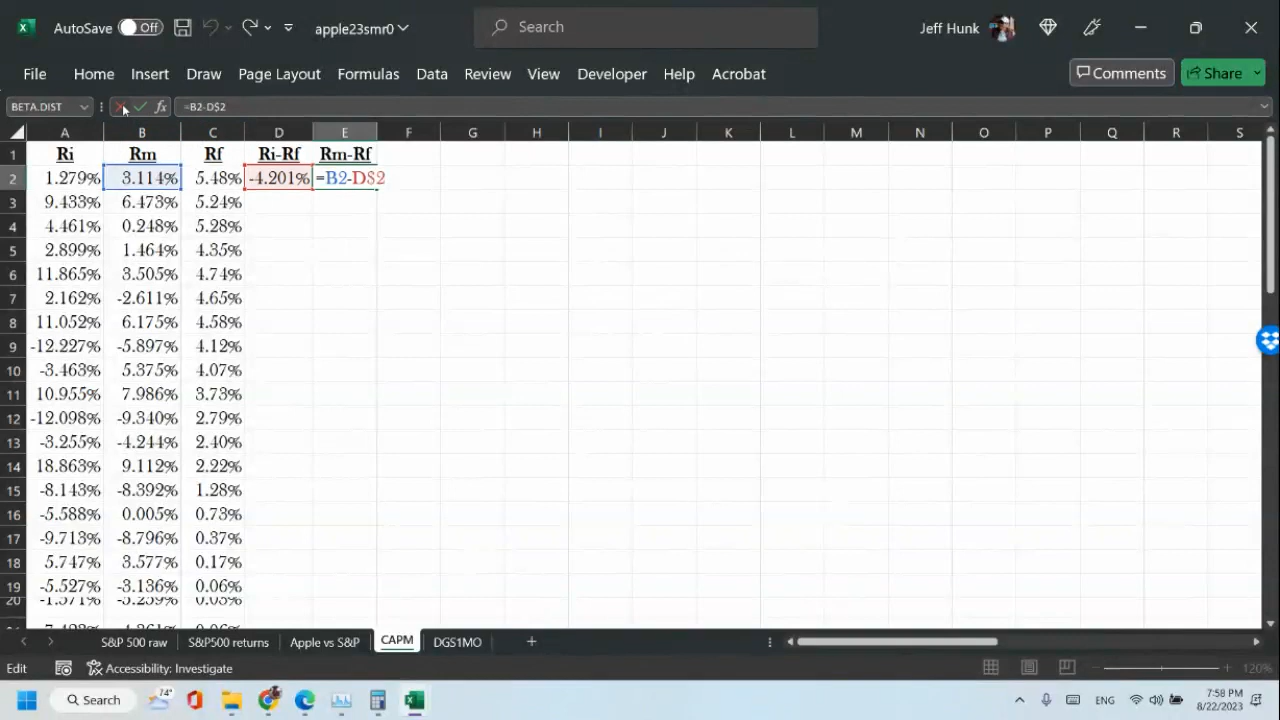 AutoSave Off apple23smr0 Search Jeff Hunk
File Home Insert Draw Page Layout Formulas Data Review View Developer Help Acrobat Comments Share
BETA.DIST fx =B2-D$2
A B C D E F G H I J K L M N O P Q R S
1 Ri Rm Rf Ri-Rf Rm-Rf
2 1.279% 3.114% 5.48% -4.201% =B2-D$2
3 9.433% 6.473% 5.24%
4 4.461% 0.248% 5.28%
5 2.899% 1.464% 4.35%
6 11.865% 3.505% 4.74%
7 2.162% -2.611% 4.65%
8 11.052% 6.175% 4.58%
9 -12.227% -5.897% 4.12%
10 -3.463% 5.375% 4.07%
11 10.955% 7.986% 3.73%
12 -12.098% -9.340% 2.79%
13 -3.255% -4.244% 2.40%
14 18.863% 9.112% 2.22%
15 -8.143% -8.392% 1.28%
16 -5.588% 0.005% 0.73%
17 -9.713% -8.796% 0.37%
18 5.747% 3.577% 0.17%
19 -5.527% -3.136% 0.06%
20
S&P 500 raw S&P500 returns Apple vs S&P CAPM DGS1MO
Edit Accessibility: Investigate 120%
74° Search ENG 7:58 PM
8/22/2023